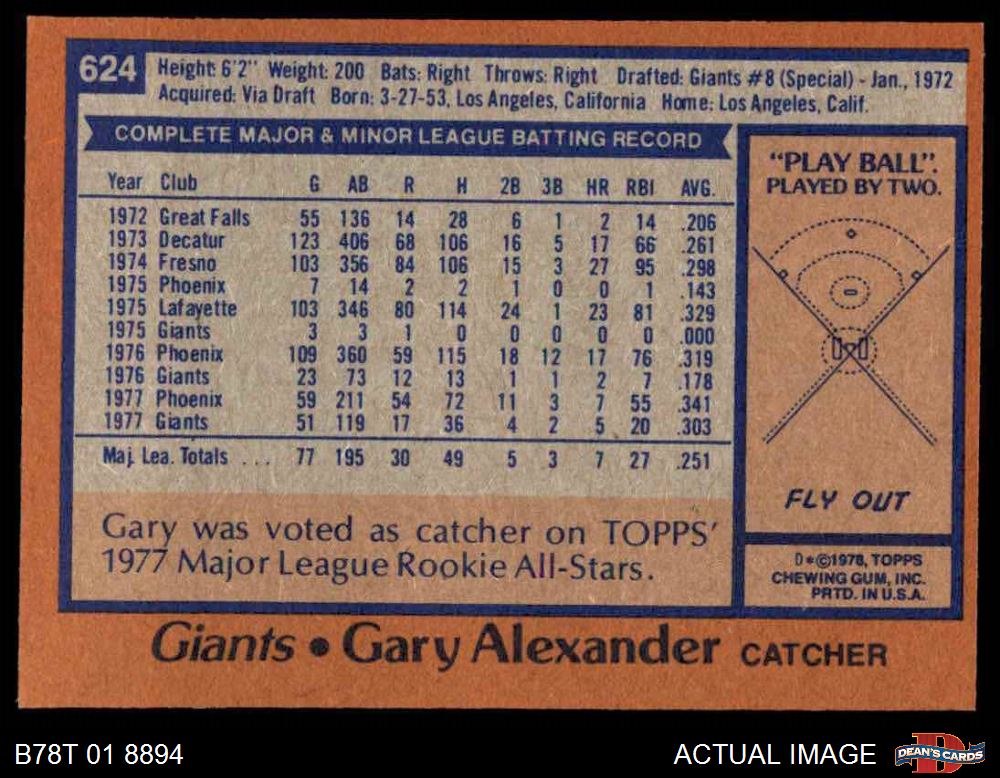 624
Height: 6'2" Weight: 200 Bats: Right Throws: Right Drafted: Giants #8 (Special) - Jan., 1972
Acquired: Via Draft Born: 3-27-53, Los Angeles, California Home: Los Angeles, Calif.
COMPLETE MAJOR & MINOR LEAGUE BATTING RECORD
Year Club G AB R H 2B 3B HR RBI AVG.
1972 Great Falls 55 136 14 28 6 1 2 14 .206
1973 Decatur 123 406 68 106 16 5 17 66 .261
1974 Fresno 103 356 84 106 15 3 27 95 .298
1975 Phoenix 7 14 2 2 1 0 0 1 .143
1975 Lafayette 103 346 80 114 24 1 23 81 .329
1975 Giants 3 3 1 0 0 0 0 0 .000
1976 Phoenix 109 360 59 115 18 12 17 76 .319
1976 Giants 23 73 12 13 1 1 2 7 .178
1977 Phoenix 59 211 54 72 11 3 7 55 .341
1977 Giants 51 119 17 36 4 2 5 20 .303
Maj. Lea. Totals ... 77 195 30 49 5 3 7 27 .251
Gary was voted as catcher on TOPPS'
1977 Major League Rookie All-Stars.
"PLAY BALL".
PLAYED BY TWO.
FLY OUT
D*©1978, TOPPS
CHEWING GUM, INC.
PRTD. IN U.S.A.
Giants • Gary Alexander CATCHER
B78T 01 8894
ACTUAL IMAGE
DEAN'S CARDS